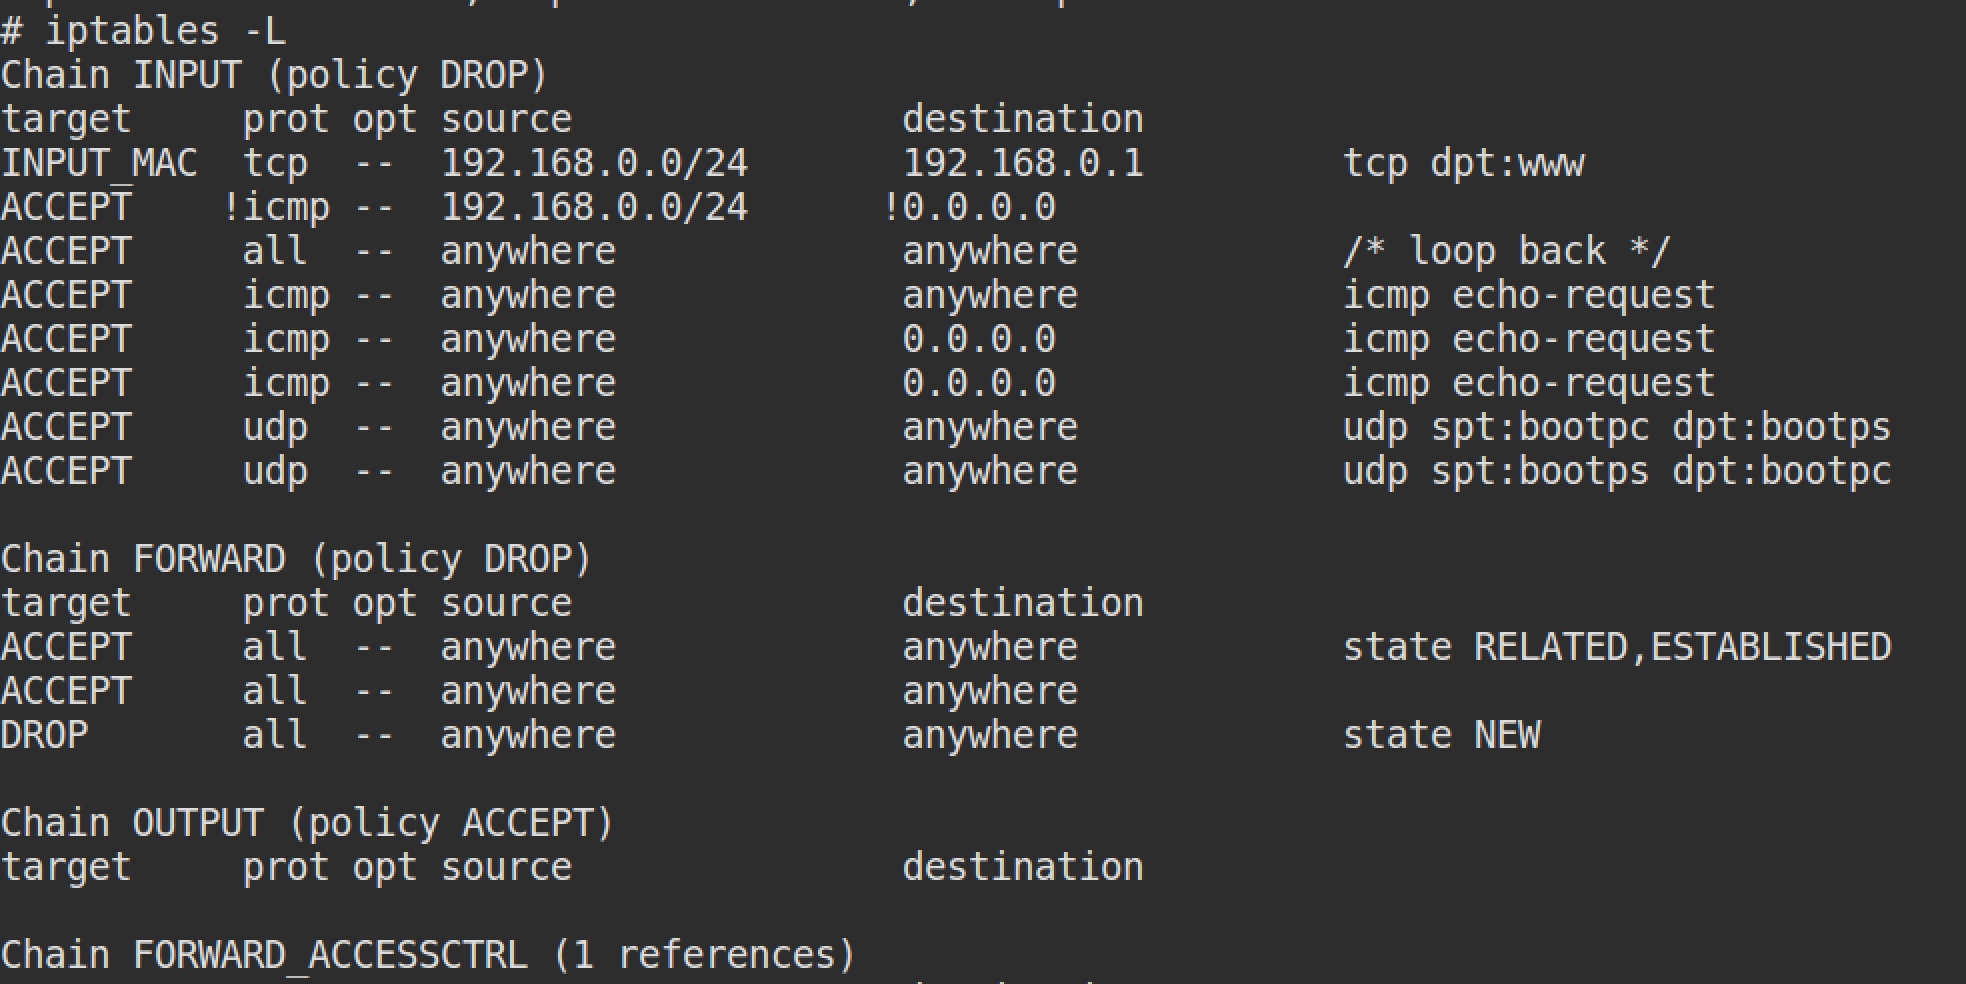 # iptables -L
Chain INPUT (policy DROP)
target     prot opt source               destination
INPUT_MAC  tcp  --  192.168.0.0/24       192.168.0.1         tcp dpt:www
ACCEPT    !icmp --  192.168.0.0/24      !0.0.0.0
ACCEPT     all  --  anywhere             anywhere            /* loop back */
ACCEPT     icmp --  anywhere             anywhere            icmp echo-request
ACCEPT     icmp --  anywhere             0.0.0.0             icmp echo-request
ACCEPT     icmp --  anywhere             0.0.0.0             icmp echo-request
ACCEPT     udp  --  anywhere             anywhere            udp spt:bootpc dpt:bootps
ACCEPT     udp  --  anywhere             anywhere            udp spt:bootps dpt:bootpc
Chain FORWARD (policy DROP)
target     prot opt source               destination
ACCEPT     all  --  anywhere             anywhere            state RELATED,ESTABLISHED
ACCEPT     all  --  anywhere             anywhere
DROP       all  --  anywhere             anywhere            state NEW
Chain OUTPUT (policy ACCEPT)
target     prot opt source               destination
Chain FORWARD_ACCESSCTRL (1 references)